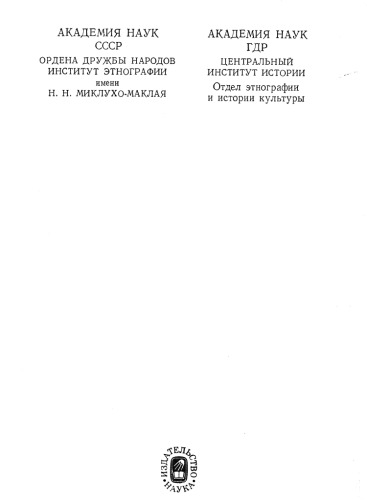 АКАДЕМИЯ НАУК
СССР
ОРДЕНА ДРУЖБЫ НАРОДОВ
ИНСТИТУТ ЭТНОГРАФИИ
имени
Н. Н. МИКЛУХО-МАКЛАЯ
АКАДЕМИЯ НАУК
ГДР
ЦЕНТРАЛЬНЫЙ
ИНСТИТУТ ИСТОРИИ
Отдел этнографии
и истории культуры
ИЗДАТЕЛЬСТВО
НАУКА